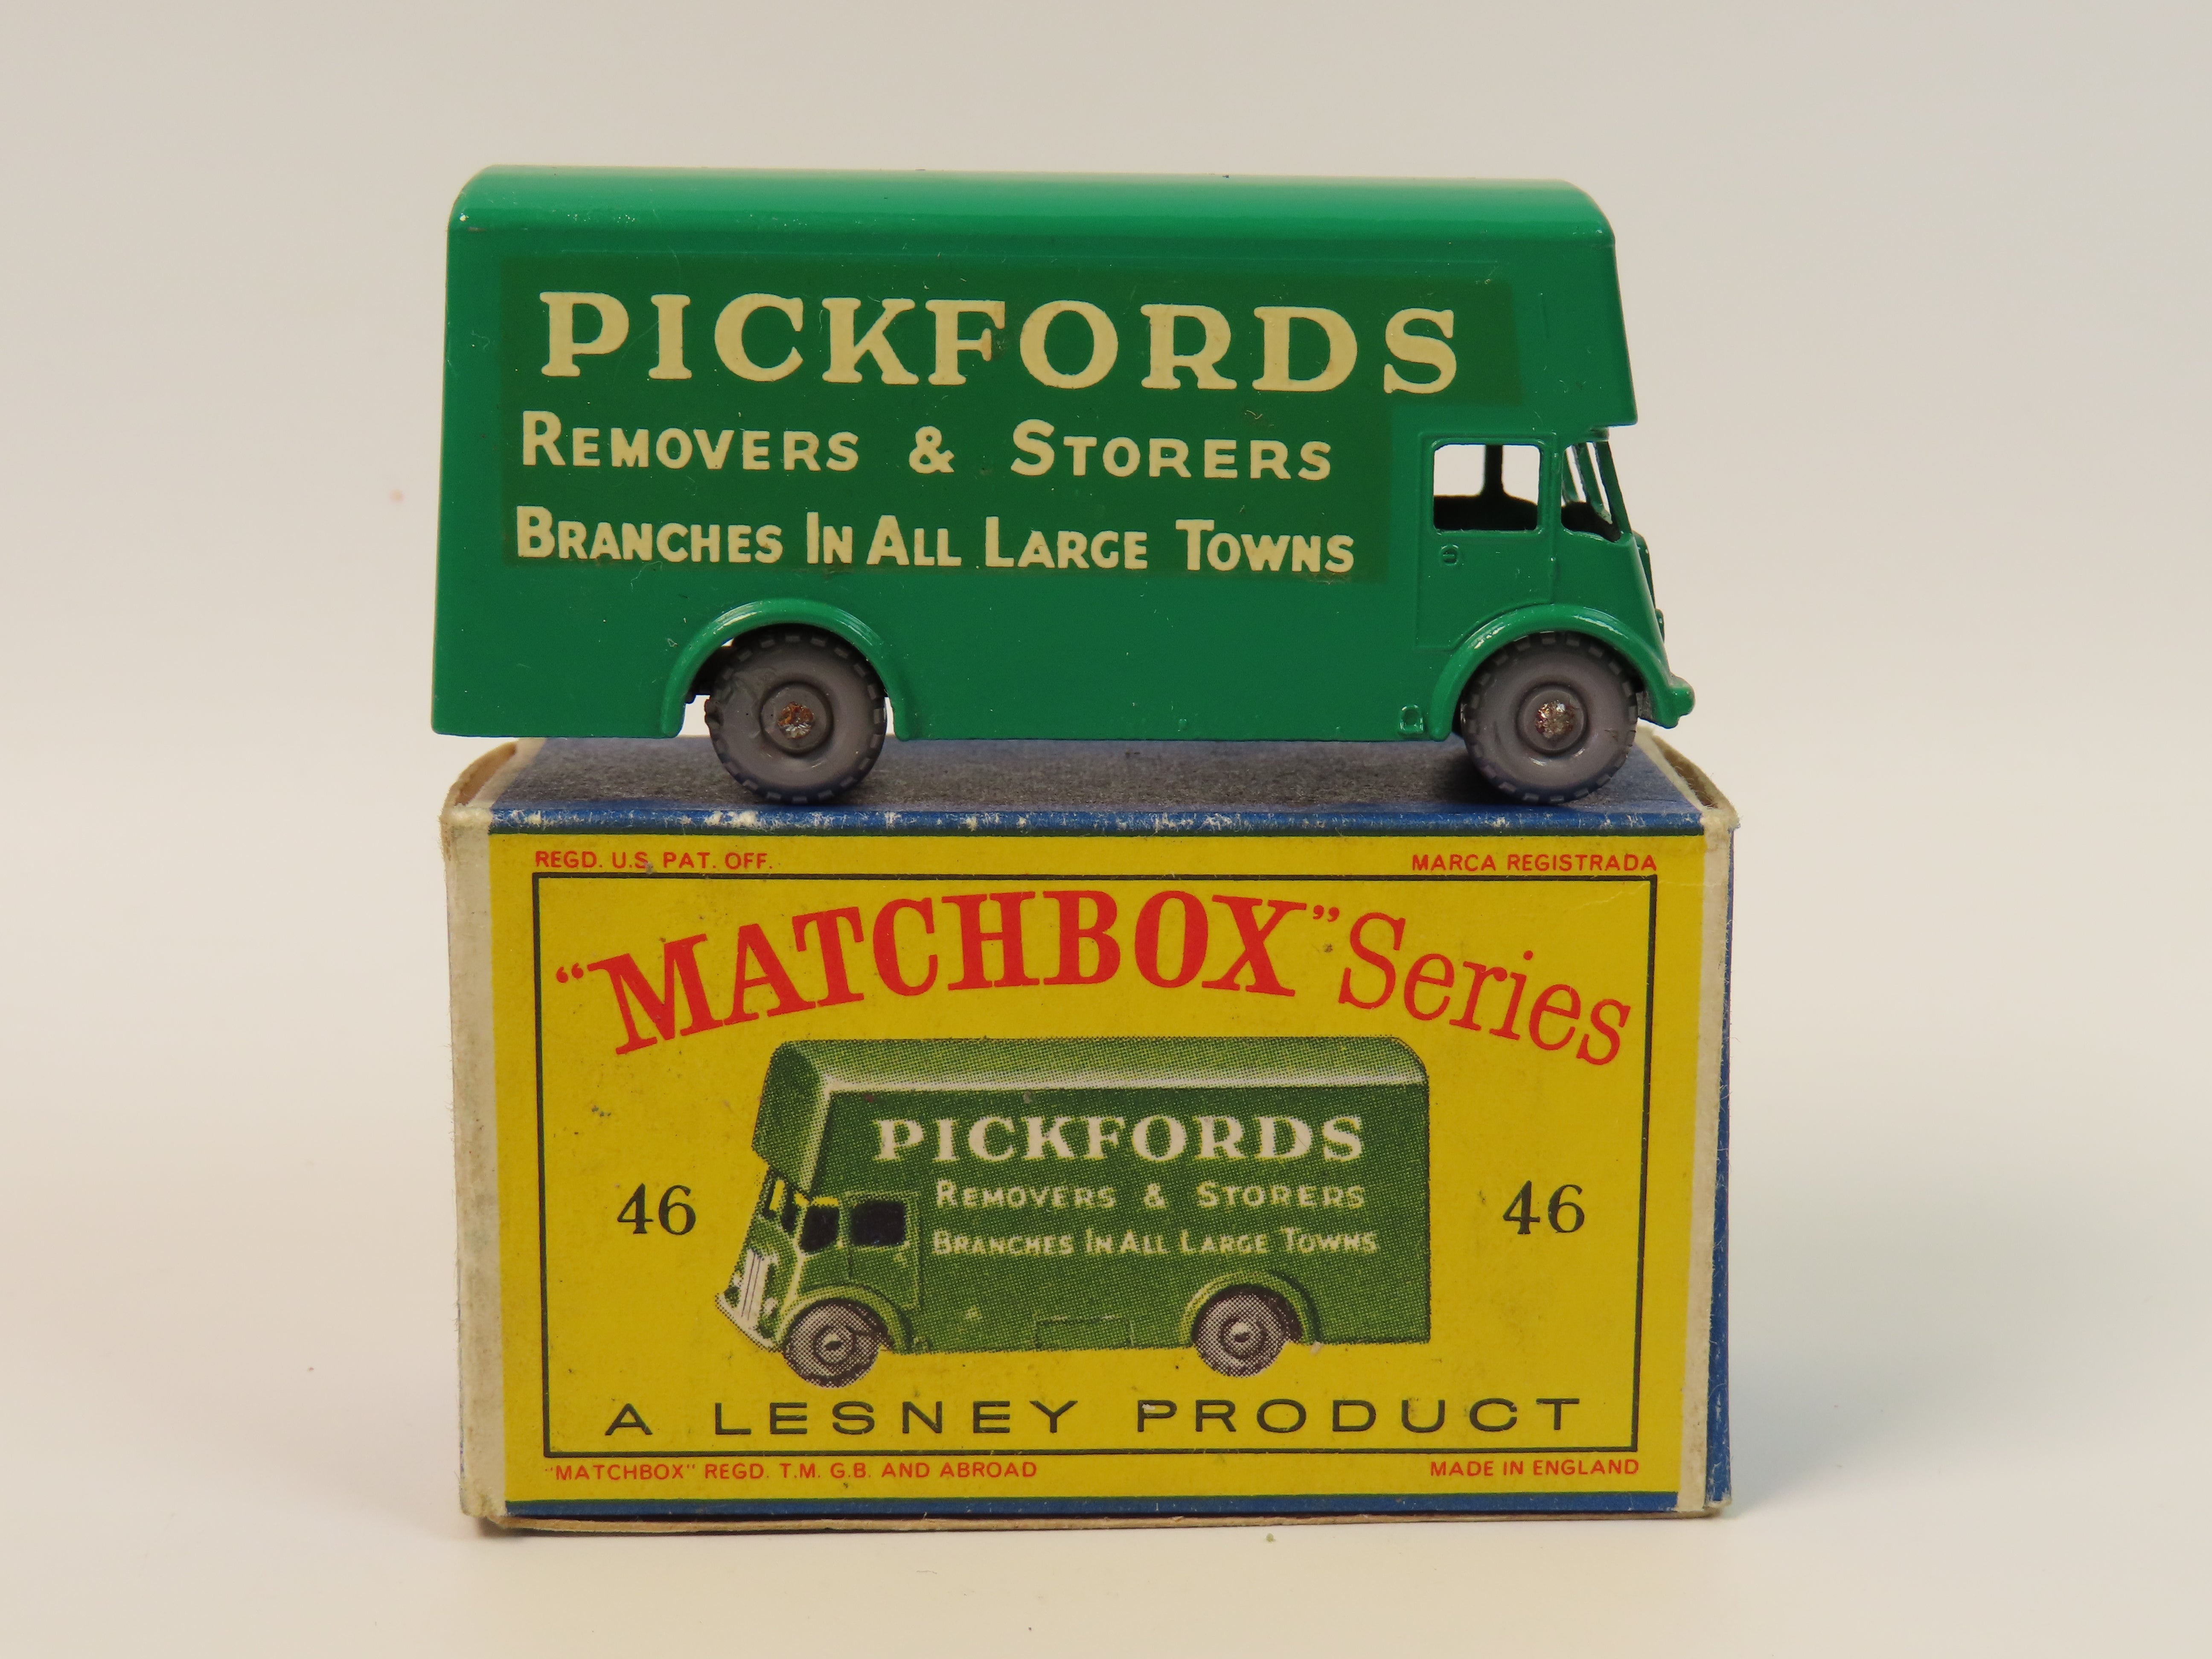 PICKFORDS
REMOVERS & STORERS
BRANCHES IN ALL LARGE TOWNS
REGD. U.S. PAT. OFF. MARCA REGISTRADA
"MATCHBOX" Series
PICKFORDS
REMOVERS & STORERS
46 46
BRANCHES IN ALL LARGE TOWNS
A LESNEY PRODUCT
"MATCHBOX" REGD. T.M. G.B. AND ABROAD MADE IN ENGLAND